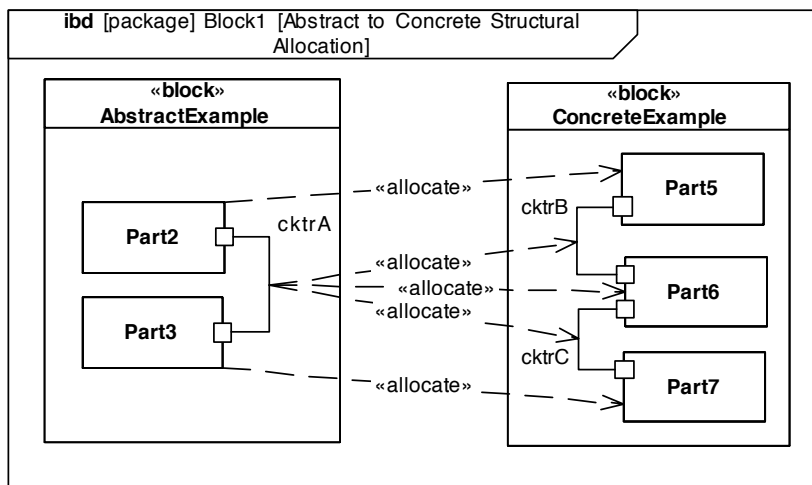 ibd [package] Block1 [Abstract to Concrete Structural
Allocation]
«block»
AbstractExample
«block»
ConcreteExample
«allocate»
Part5
cktrA
cktrB
Part2
«allocate»
«allocate»
Part6
«allocate»
Part3
cktrC
«allocate»
Part7